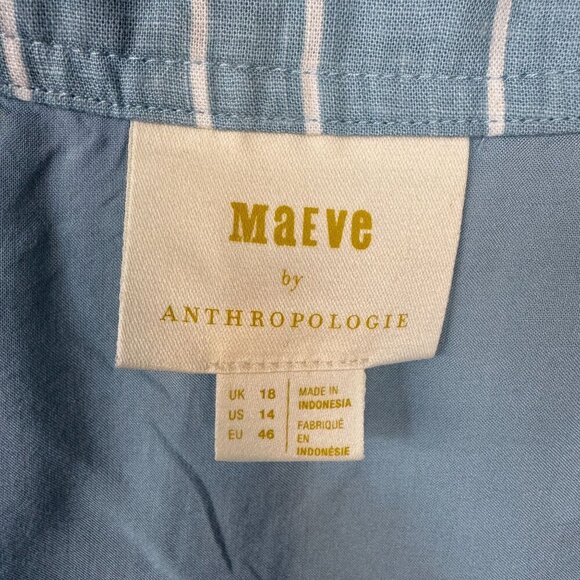 MaEve
by
ANTHROPOLOGIE
UK 18
US 14
EU 46
MADE IN
INDONESIA
FABRIQUÉ
EN
INDONÉSIE